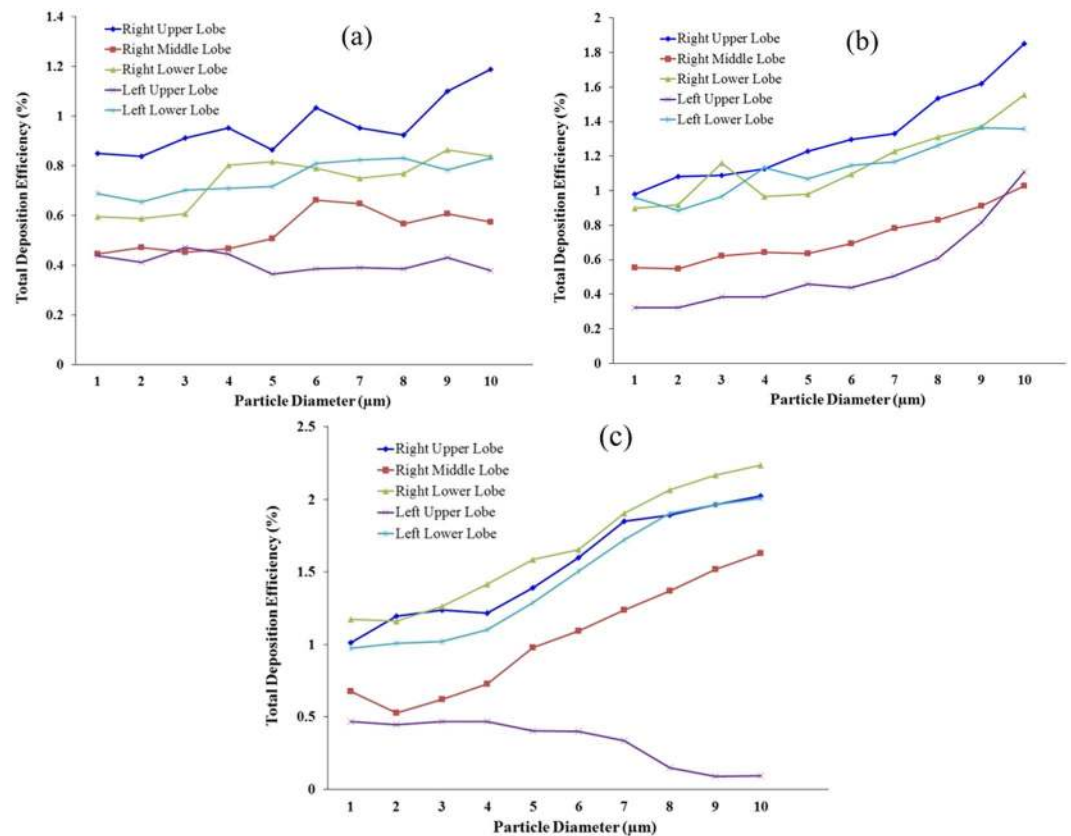 (a)
Right Upper Lobe
Right Middle Lobe
Right Lower Lobe
Left Upper Lobe
Left Lower Lobe
Total Deposition Efficiency (%)
1.4
1.2
1
0.8
0.6
0.4
0.2
0
1 2 3 4 5 6 7 8 9 10
Particle Diameter (µm)
(b)
Right Upper Lobe
Right Middle Lobe
Right Lower Lobe
Left Upper Lobe
Left Lower Lobe
Total Deposition Efficiency (%)
2
1.8
1.6
1.4
1.2
1
0.8
0.6
0.4
0.2
0
1 2 3 4 5 6 7 8 9 10
Particle Diameter (µm)
(c)
Right Upper Lobe
Right Middle Lobe
Right Lower Lobe
Left Upper Lobe
Left Lower Lobe
Total Deposition Efficiency (%)
2.5
2
1.5
1
0.5
0
1 2 3 4 5 6 7 8 9 10
Particle Diameter (µm)